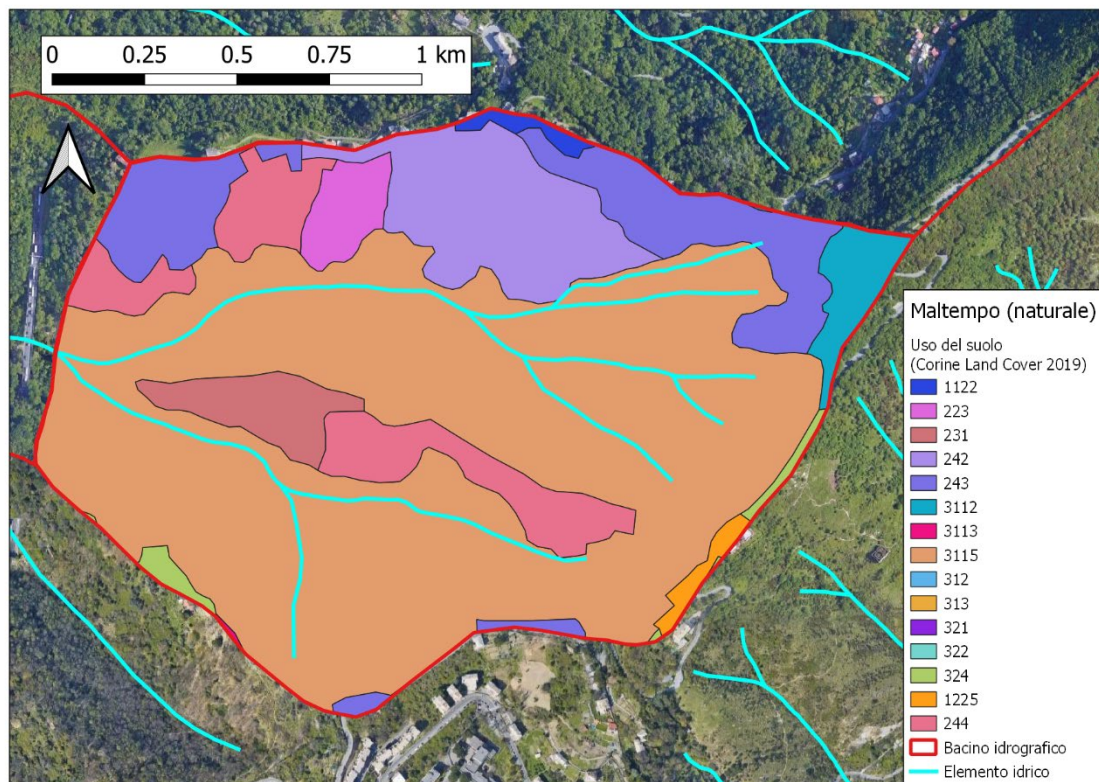 0 0.25 0.5 0.75 1 km
Maltempo (naturale)
Uso del suolo
(Corine Land Cover 2019)
1122
223
231
242
243
3112
3113
3115
312
313
321
322
324
1225
244
Bacino idrografico
Elemento idrico